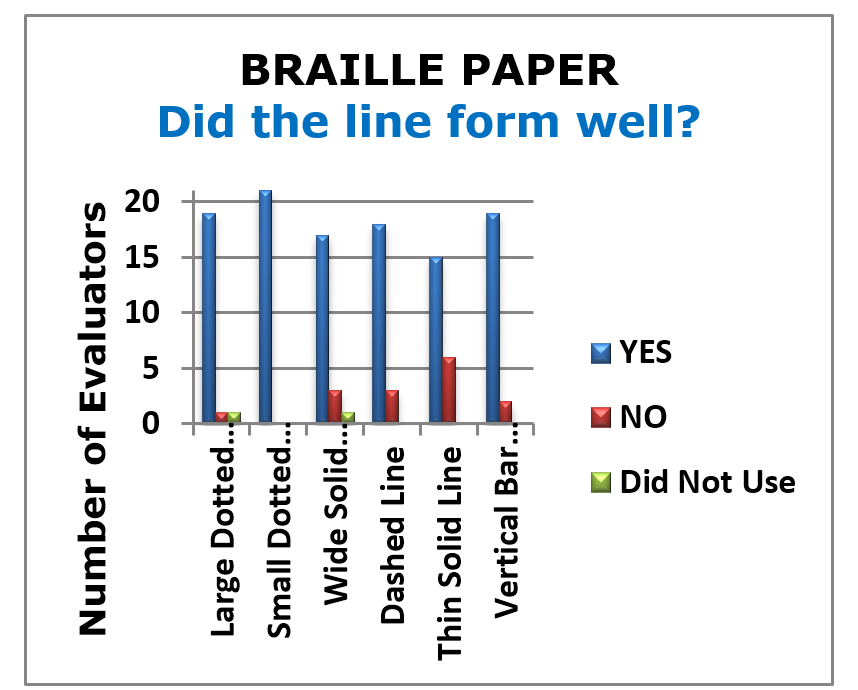 BRAILLE PAPER
Did the line form well?
Number of Evaluators
20
15
10
5
0
Large Dotted...
Small Dotted...
Wide Solid...
Dashed Line
Thin Solid Line
Vertical Bar...
YES
NO
Did Not Use